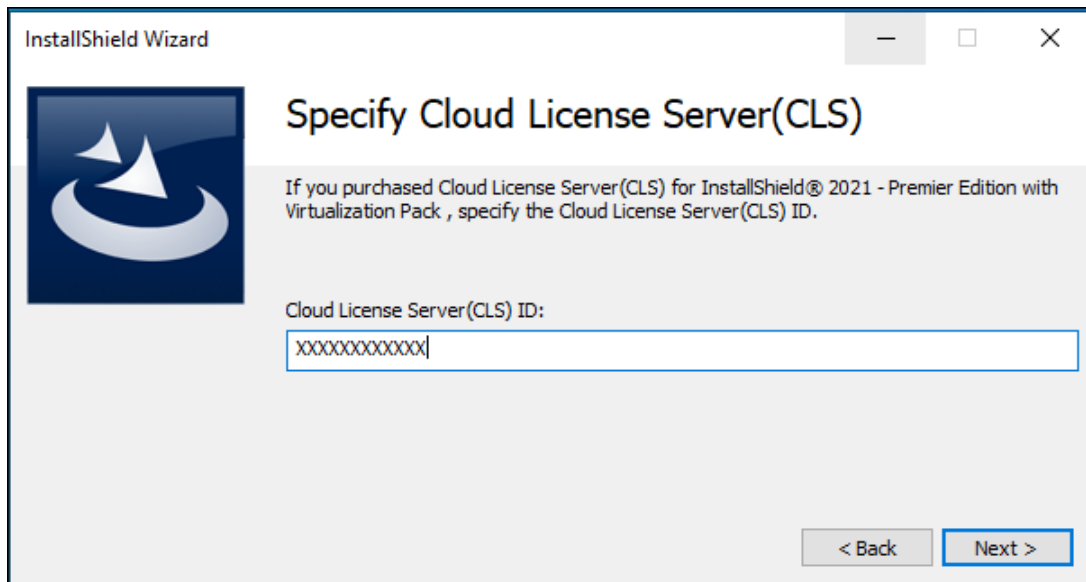 InstallShield Wizard
Specify Cloud License Server(CLS)
If you purchased Cloud License Server(CLS) for InstallShield® 2021 - Premier Edition with
Virtualization Pack , specify the Cloud License Server(CLS) ID.
Cloud License Server(CLS) ID:
XXXXXXXXXXXX
< Back
Next >